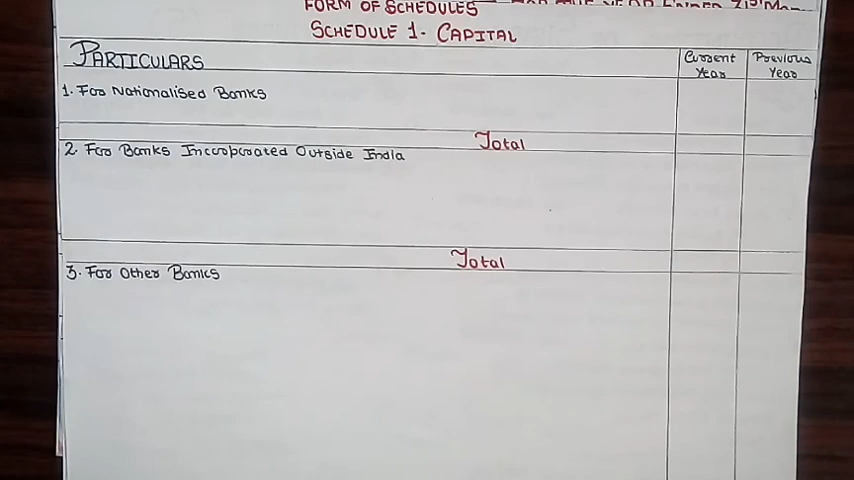 FORM OF SCHEDULES
SCHEDULE 1- CAPITAL
PARTICULARS
Current Year
Previous Year
1. For Nationalised Banks
Total
2. For Banks Incorporated Outside India
Total
3. For Other Banks